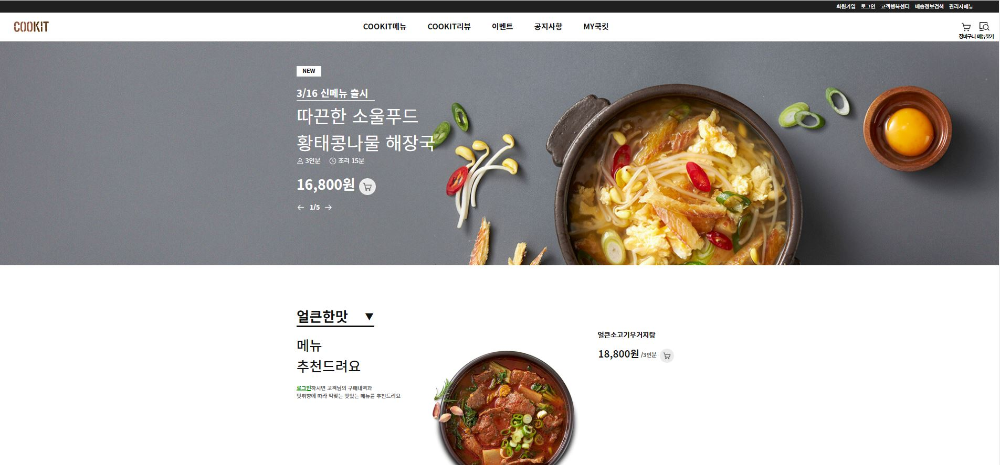 회원가입 로그인 고객행복센터 배송정보검색 관리자메뉴
COOKIT
COOKIT메뉴 COOKIT리뷰 이벤트 공지사항 MY쿡킷
장바구니 메뉴찾기
NEW
3/16 신메뉴 출시
따끈한 소울푸드
황태콩나물 해장국
3인분 조리 15분
16,800원
1/5
얼큰한맛 ▼
메뉴
추천드려요
로그인하시면 고객님의 구매내역과
맛취향에 따라 딱맞는 맛있는 메뉴를 추천드려요
얼큰소고기우거지탕
18,800원 /3인분